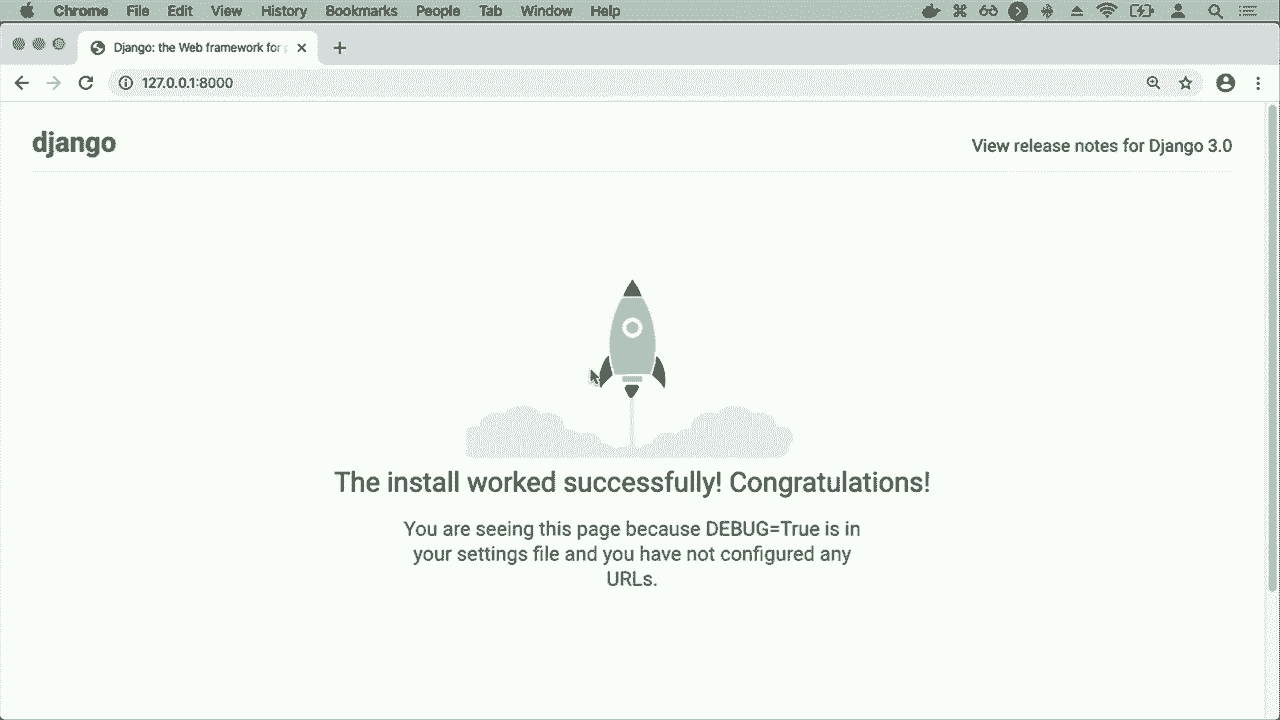 Chrome File Edit View History Bookmarks People Tab Window Help
Django: the Web framework for
127.0.0.1:8000
django
View release notes for Django 3.0
The install worked successfully! Congratulations!
You are seeing this page because DEBUG=True is in
your settings file and you have not configured any
URLs.